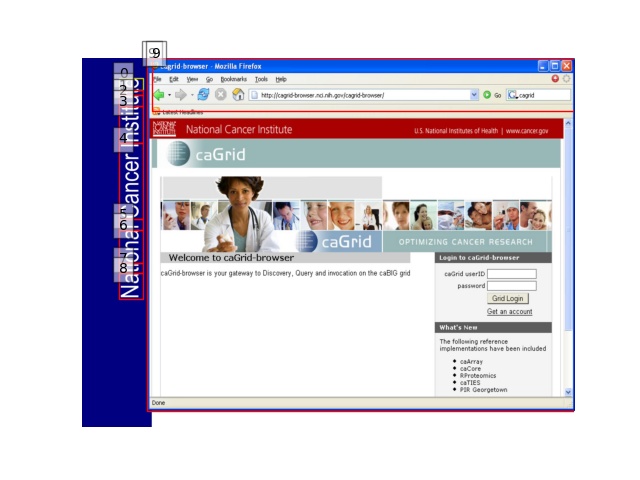 National Cancer Institute
0
2
3
4
5
6
7
8
9
cagrid-browser - Mozilla Firefox
File Edit View Go Bookmarks Tools Help
http://cagrid-browser.nci.nih.gov/cagrid-browser/ Go cagrid
Latest Headlines
NATIONAL CANCER INSTITUTE National Cancer Institute U.S. National Institutes of Health | www.cancer.gov
caGrid
caGrid OPTIMIZING CANCER RESEARCH
Welcome to caGrid-browser
caGrid-browser is your gateway to Discovery, Query and invocation on the caBIG grid
Login to caGrid-browser
caGrid userID
password
Grid Login
Get an account
What's New
The following reference
implementations have been included
caArray
caCore
RProteomics
caTIES
PIR Georgetown
Done